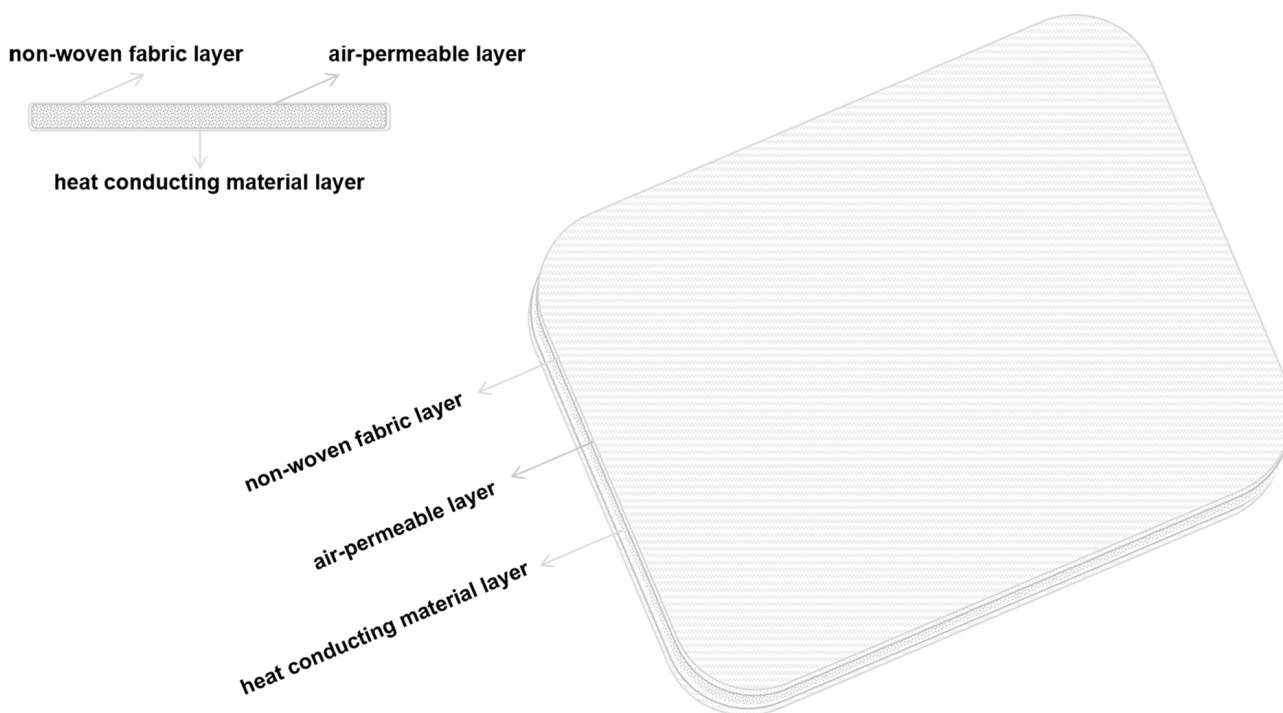 non-woven fabric layer
air-permeable layer
heat conducting material layer
non-woven fabric layer
air-permeable layer
heat conducting material layer